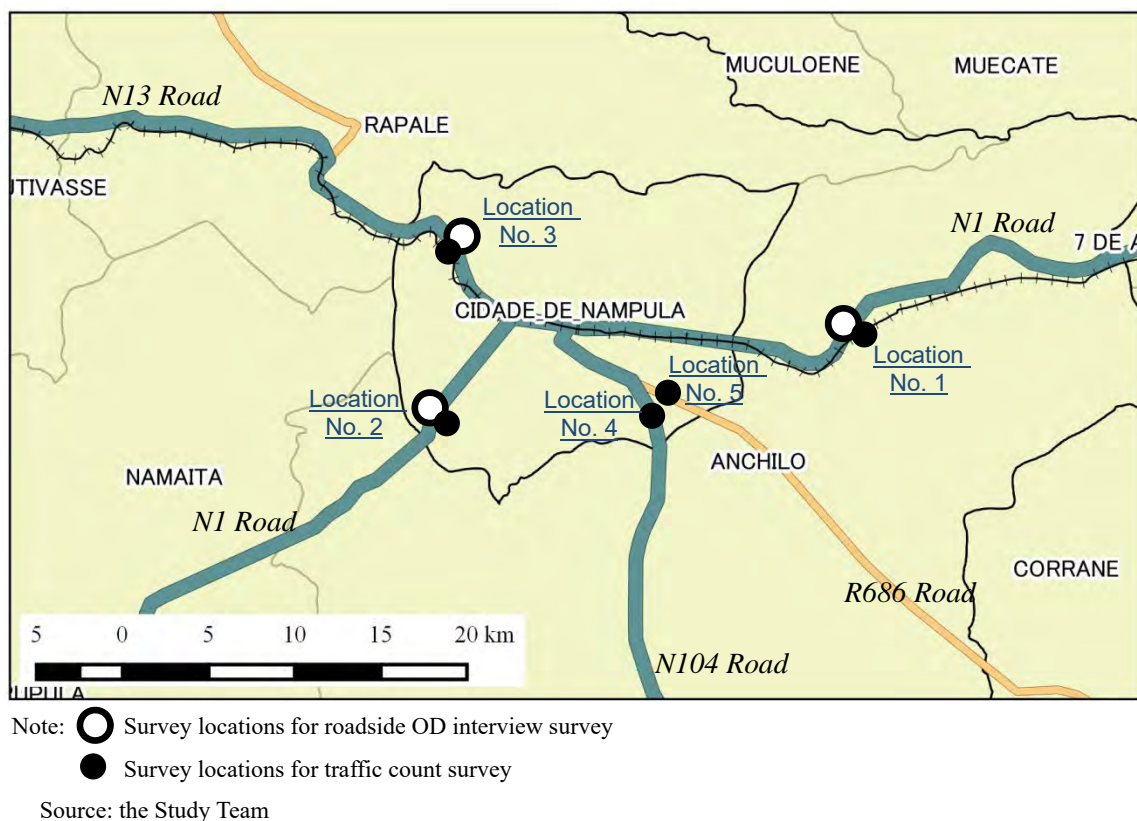 MUCULOENE
MUECATE
N13 Road
RAPALE
UTIVASSE
Location
No. 3
N1 Road
7 DE A
CIDADE_DE_NAMPULA
Location
No. 1
Location
No. 5
Location
No. 2
Location
No. 4
ANCHILO
NAMAITA
N1 Road
CORRANE
R686 Road
5 0 5 10 15 20 km
N104 Road
RUPULA
Note: Survey locations for roadside OD interview survey
Survey locations for traffic count survey
Source: the Study Team